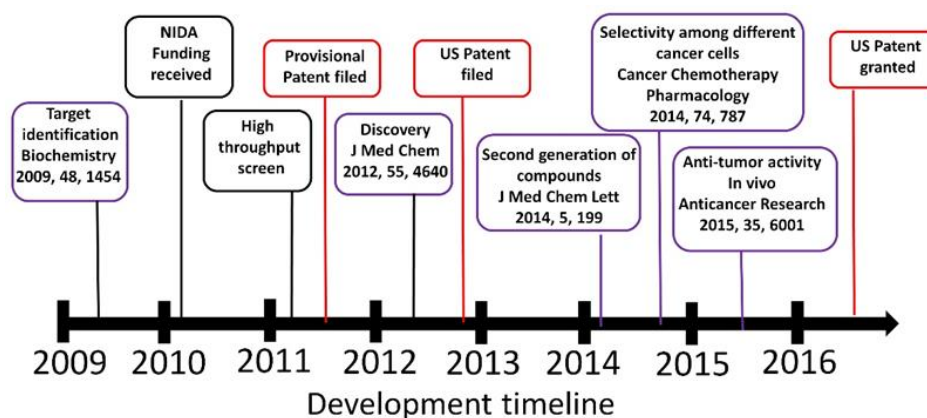 Target
identification
Biochemistry
2009, 48, 1454
NIDA
Funding
received
High
throughput
screen
Provisional
Patent filed
Discovery
J Med Chem
2012, 55, 4640
US Patent
filed
Second generation of
compounds
J Med Chem Lett
2014, 5, 199
Selectivity among different
cancer cells
Cancer Chemotherapy
Pharmacology
2014, 74, 787
Anti-tumor activity
In vivo
Anticancer Research
2015, 35, 6001
US Patent
granted
2009 2010 2011 2012 2013 2014 2015 2016
Development timeline